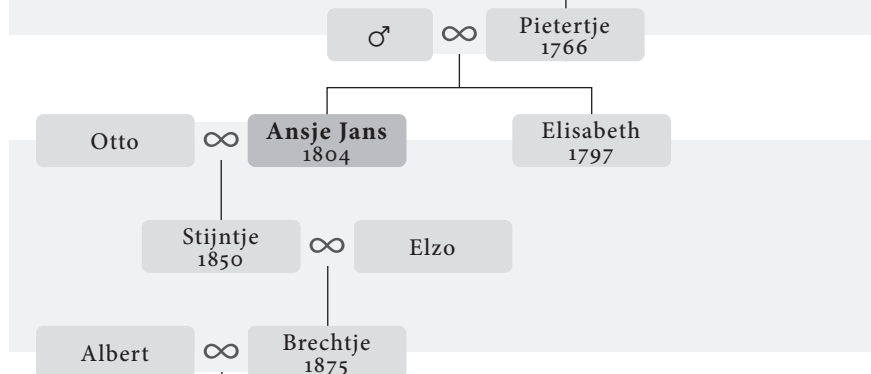 ♂ ∞ Pietertje
1766
Otto ∞ Ansje Jans
1804
Elisabeth
1797
Stijntje
1850
∞ Elzo
Albert ∞ Brechtje
1875